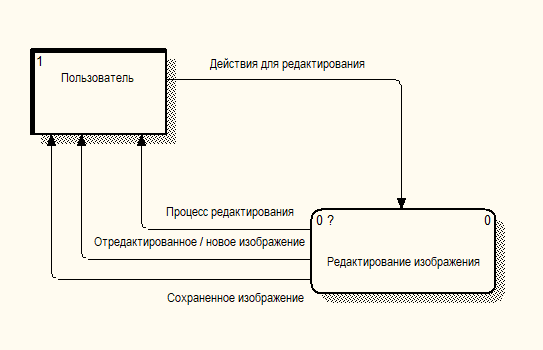 1
Пользователь
Действия для редактирования
Процесс редактирования
0 ? 0
Отредактированное / новое изображение
Редактирование изображения
Сохраненное изображение